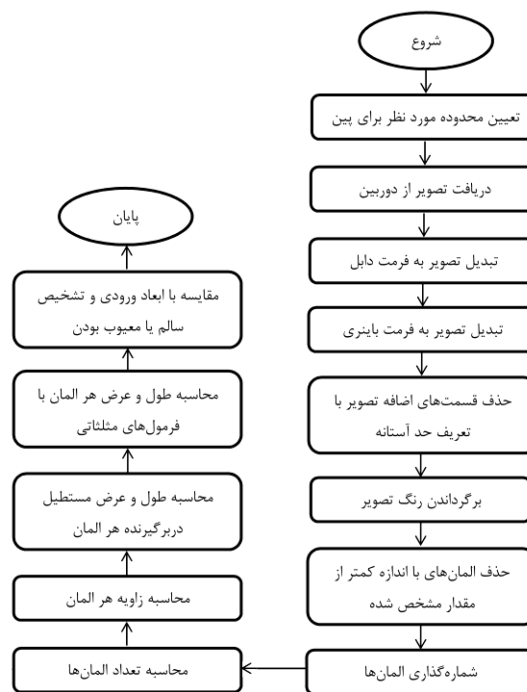 شروع
تعیین محدوده مورد نظر برای پین
دریافت تصویر از دوربین
تبدیل تصویر به فرمت دابل
تبدیل تصویر به فرمت باینری
حذف قسمت‌های اضافه تصویر با
تعریف حد آستانه
برگرداندن رنگ تصویر
حذف المان‌های با اندازه کمتر از
مقدار مشخص شده
شماره‌گذاری المان‌ها
محاسبه تعداد المان‌ها
محاسبه زاویه هر المان
محاسبه طول و عرض مستطیل
دربرگیرنده هر المان
محاسبه طول و عرض هر المان با
فرمول‌های مثلثاتی
مقایسه با ابعاد ورودی و تشخیص
سالم یا معیوب بودن
پایان